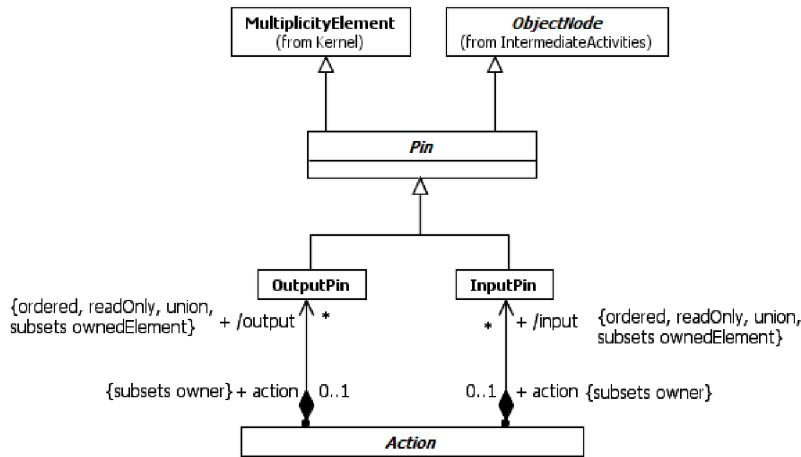 MultiplicityElement
(from Kernel)
ObjectNode
(from IntermediateActivities)
Pin
OutputPin
InputPin
{ordered, readOnly, union,
subsets ownedElement}
+ /output
*
*
+ /input
{ordered, readOnly, union,
subsets ownedElement}
{subsets owner} + action
0..1
0..1
+ action {subsets owner}
Action